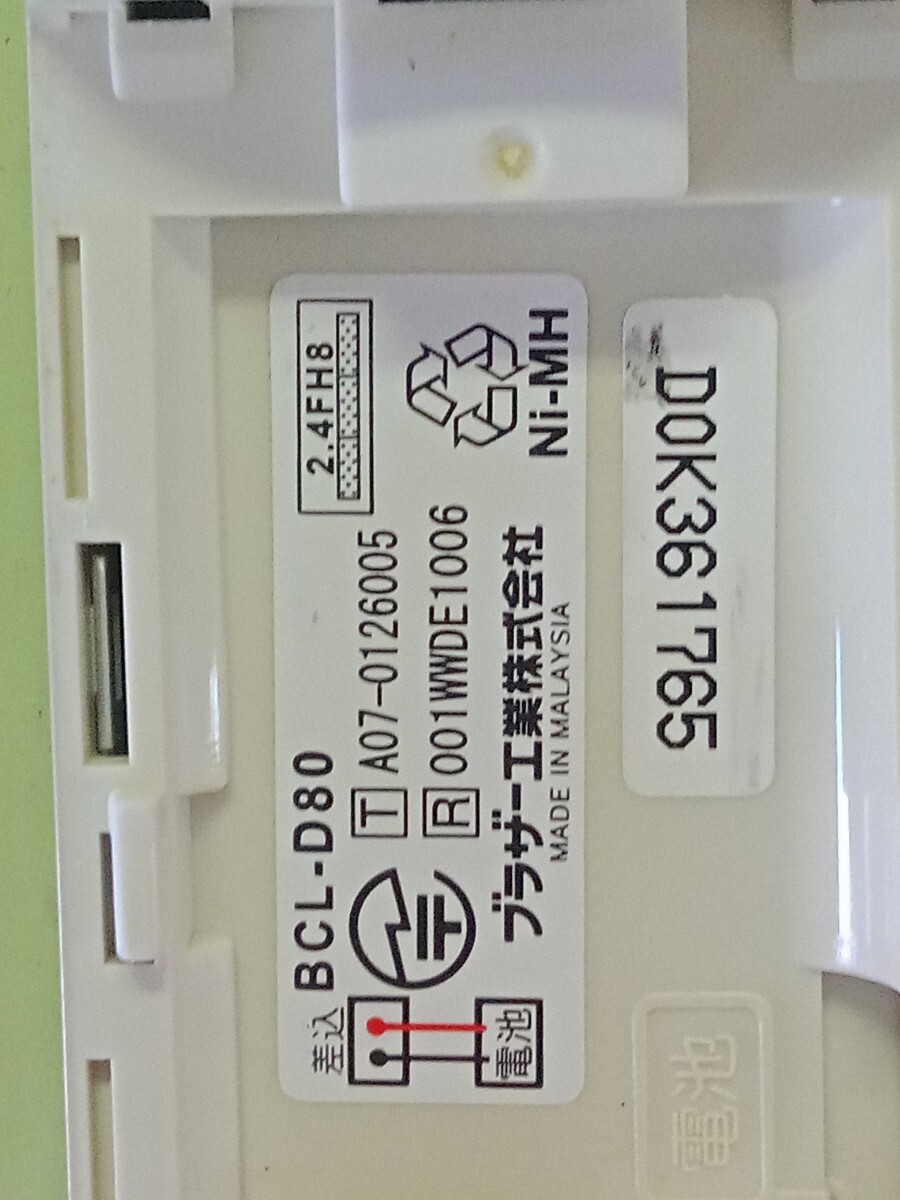 差込
電池
BCL-D80
2.4FH8
T A07-0126005
R 001WWDE1006
ブラザー工業株式会社
MADE IN MALAYSIA
Ni-MH
D0K361765
電池